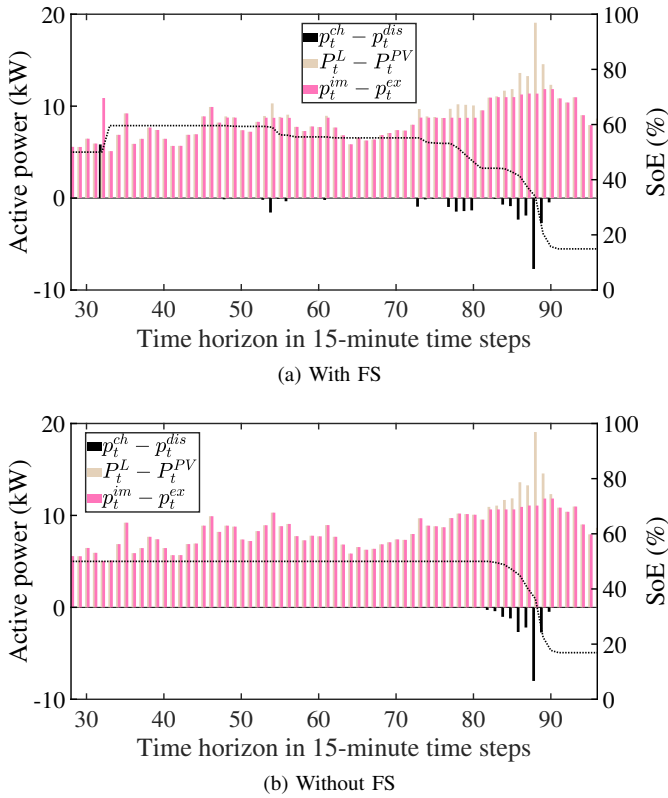 20
100
10
80
60
0
40
20
-10
0
Active power (kW)
SoE (%)
p_t^{ch} − p_t^{dis}
P_t^L − P_t^{PV}
p_t^{im} − p_t^{ex}
30 40 50 60 70 80 90
Time horizon in 15-minute time steps
(a) With FS
20
100
10
80
60
0
40
20
-10
0
Active power (kW)
SoE (%)
p_t^{ch} − p_t^{dis}
P_t^L − P_t^{PV}
p_t^{im} − p_t^{ex}
30 40 50 60 70 80 90
Time horizon in 15-minute time steps
(b) Without FS